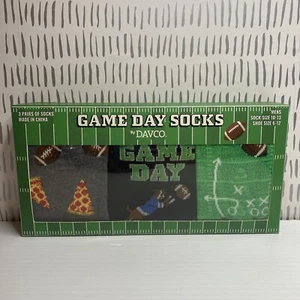 3 PAIRS OF SOCKS
MADE IN CHINA
GAME DAY SOCKS
By DAVCO
MENS
SOCK SIZE 10-13
SHOE SIZE 6-12
GAME
DAY